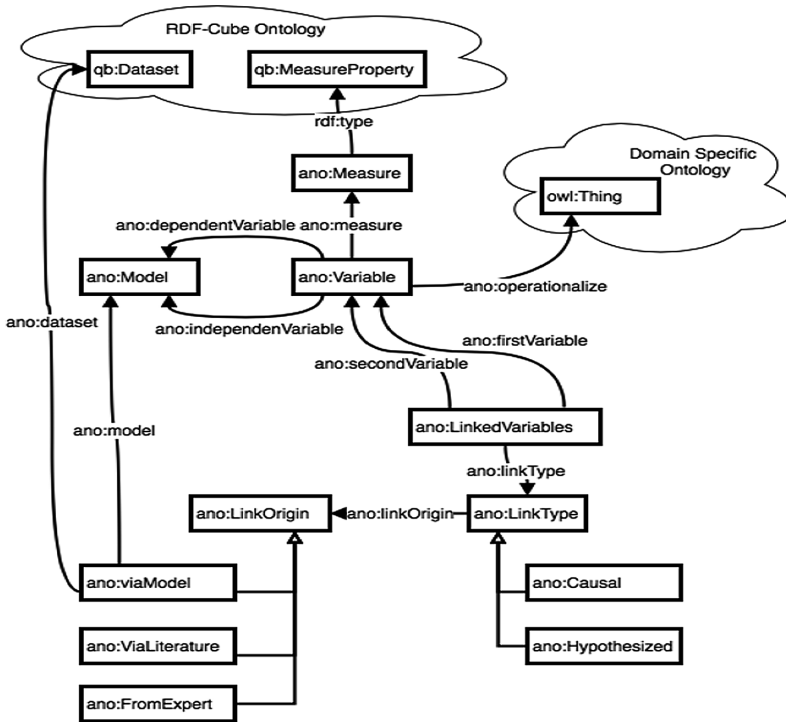 RDF-Cube Ontology
qb:Dataset
qb:MeasureProperty
rdf:type
Domain Specific
Ontology
ano:Measure
owl:Thing
ano:dependentVariable
ano:measure
ano:Model
ano:Variable
ano:operationalize
ano:dataset
ano:independenVariable
ano:firstVariable
ano:secondVariable
ano:model
ano:LinkedVariables
ano:linkType
ano:LinkOrigin
ano:linkOrigin
ano:LinkType
ano:viaModel
ano:Causal
ano:ViaLiterature
ano:Hypothesized
ano:FromExpert